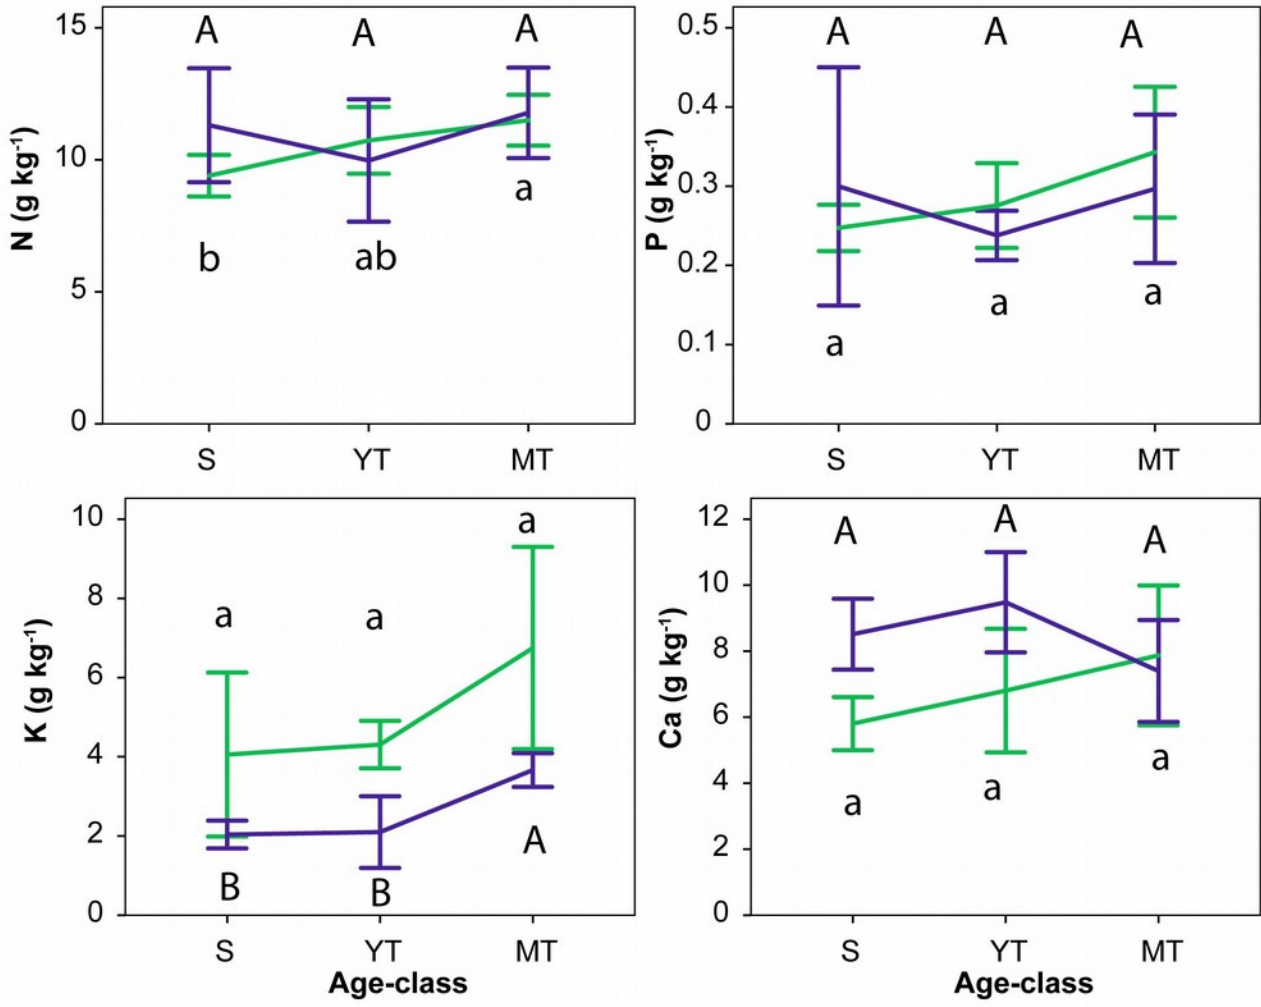 15
10
5
0
N (g kg⁻¹)
A A A
b ab a
S YT MT
0.5
0.4
0.3
0.2
0.1
0
P (g kg⁻¹)
A A A
a a a
S YT MT
10
8
6
4
2
0
K (g kg⁻¹)
a a a
B B A
S YT MT
Age-class
12
10
8
6
4
2
0
Ca (g kg⁻¹)
A A A
a a a
S YT MT
Age-class